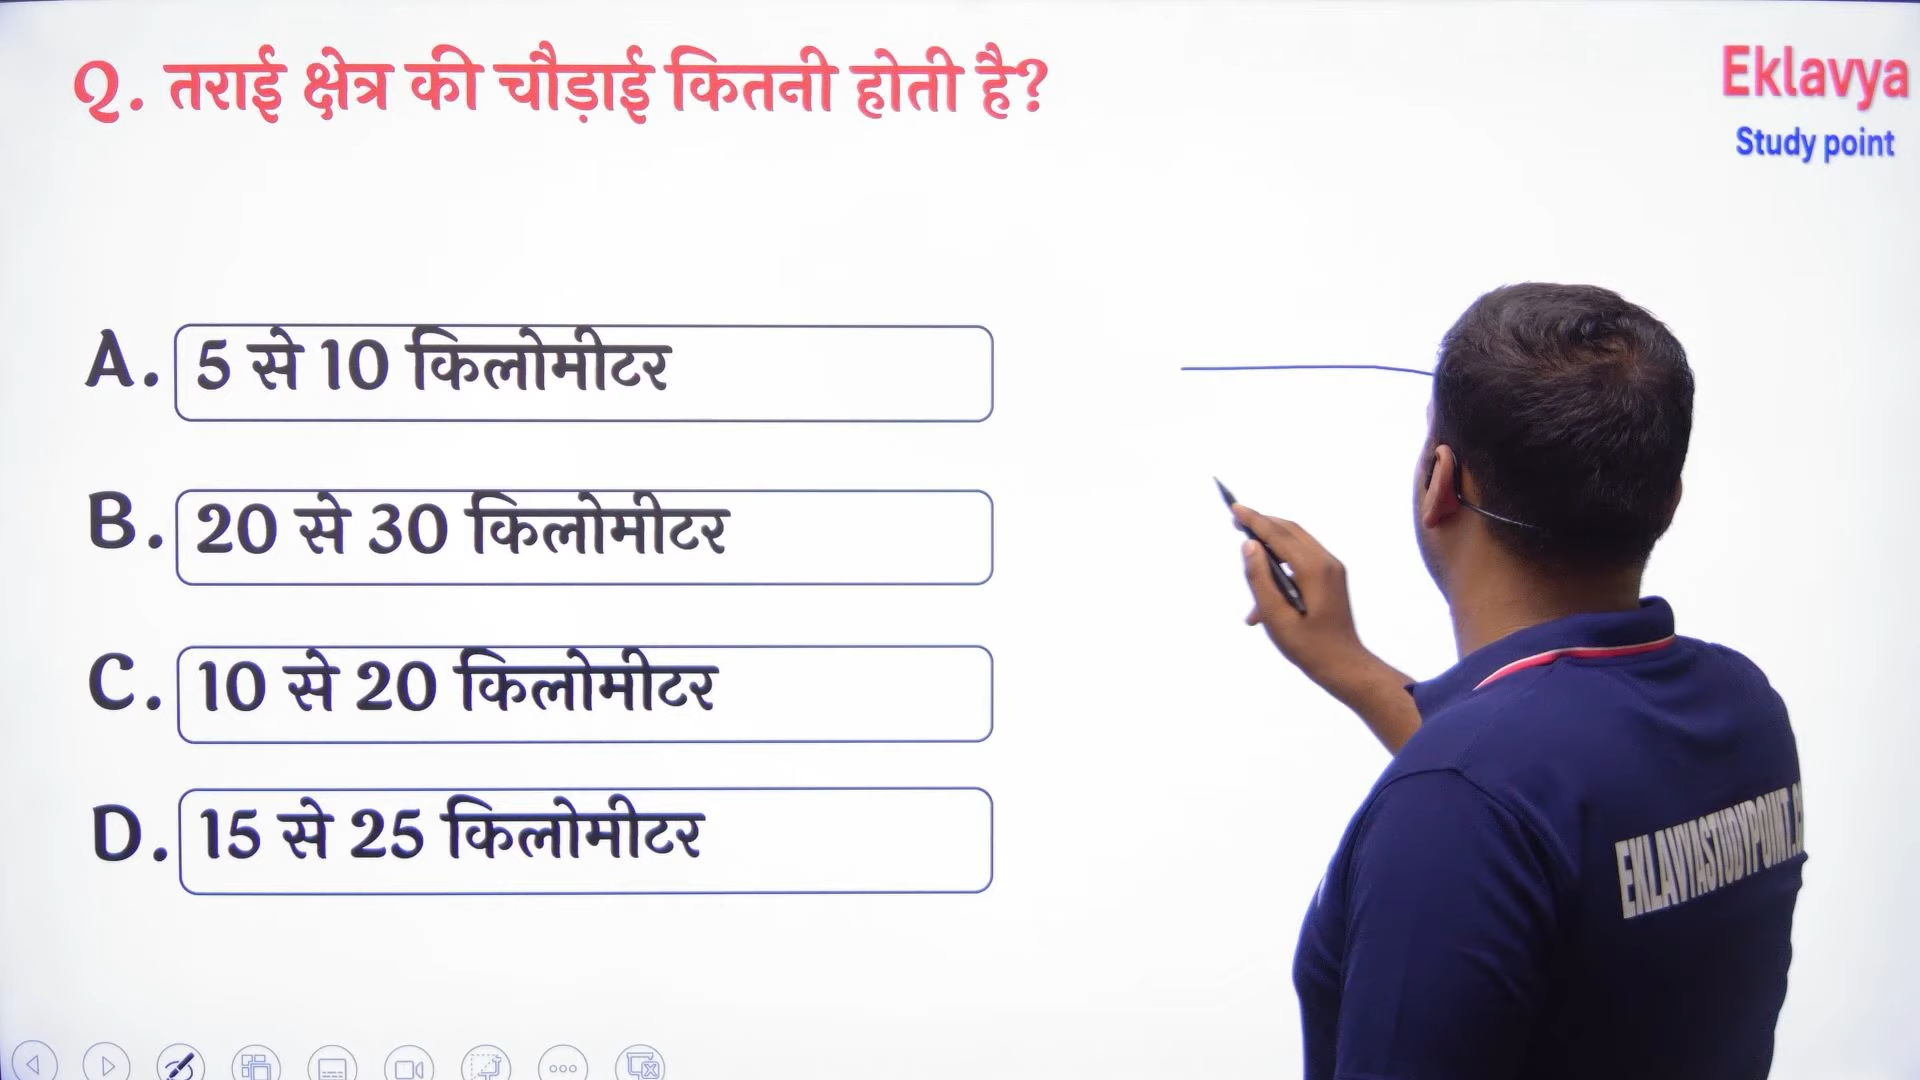 Q. तराई क्षेत्र की चौड़ाई कितनी होती है?
Eklavya
Study point
A. 5 से 10 किलोमीटर
B. 20 से 30 किलोमीटर
C. 10 से 20 किलोमीटर
D. 15 से 25 किलोमीटर
EKLAVYASTUDYPOINT.C